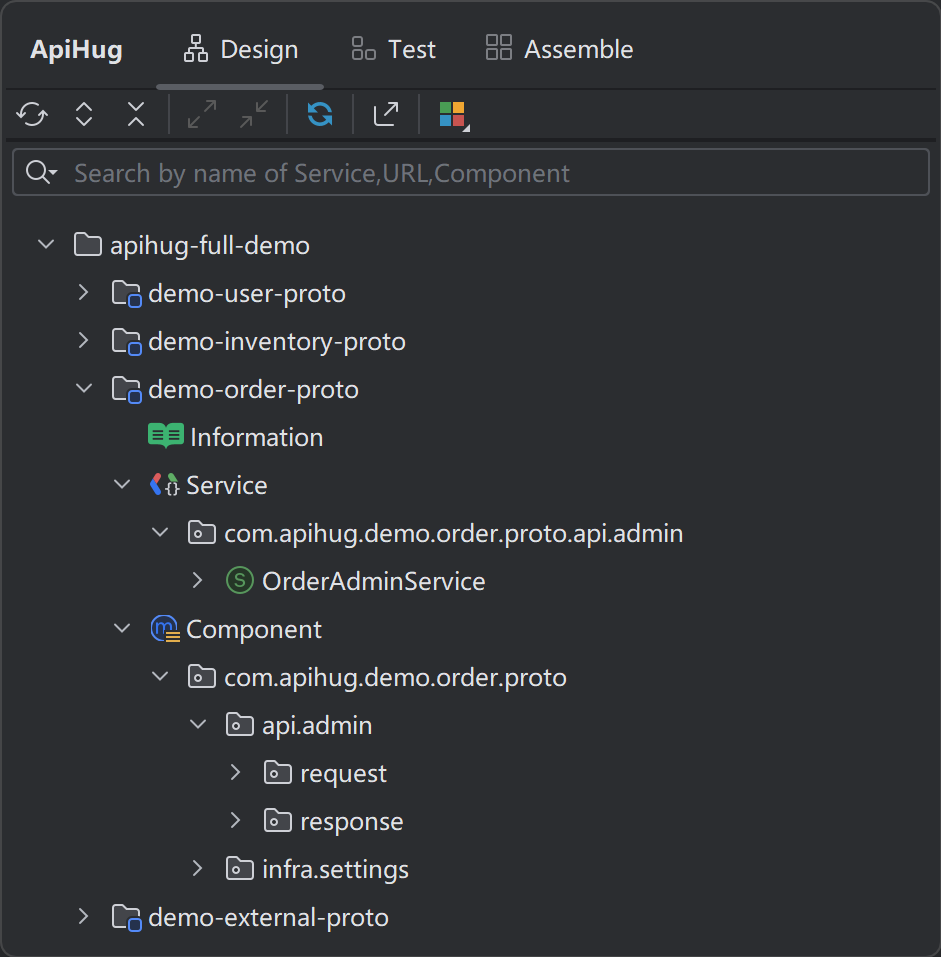 ApiHug Design Test Assemble
Search by name of Service,URL,Component
apihug-full-demo
demo-user-proto
demo-inventory-proto
demo-order-proto
Information
Service
com.apihug.demo.order.proto.api.admin
S OrderAdminService
m Component
com.apihug.demo.order.proto
api.admin
request
response
infra.settings
demo-external-proto